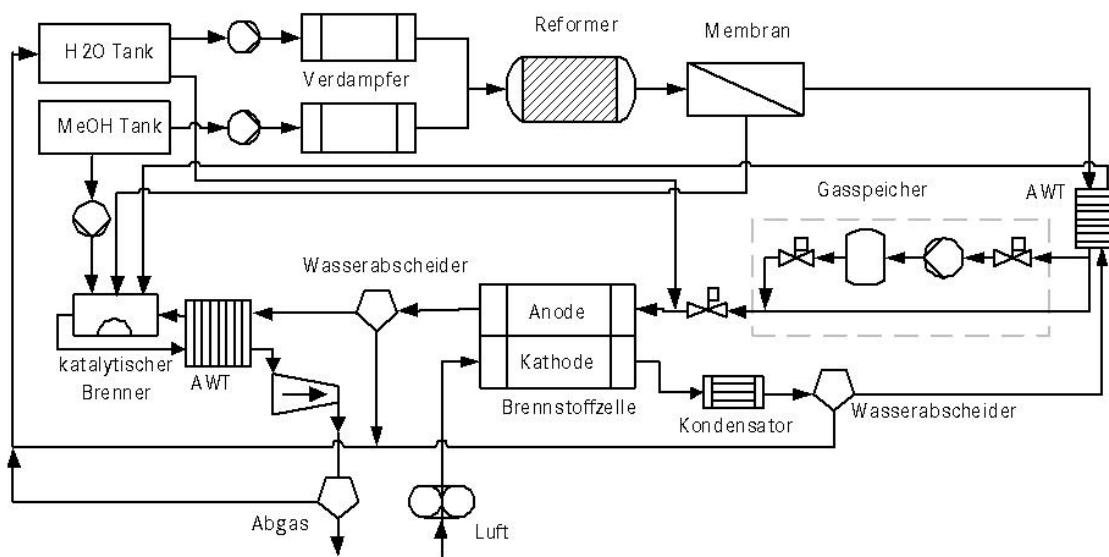 Reformer
Membran
H2O Tank
Verdampfer
MeOH Tank
Gasspeicher
AWT
Wasserabscheider
Anode
Kathode
katalytischer
Brenner
AWT
Brennstoffzelle
Kondensator
Wasserabscheider
Abgas
Luft